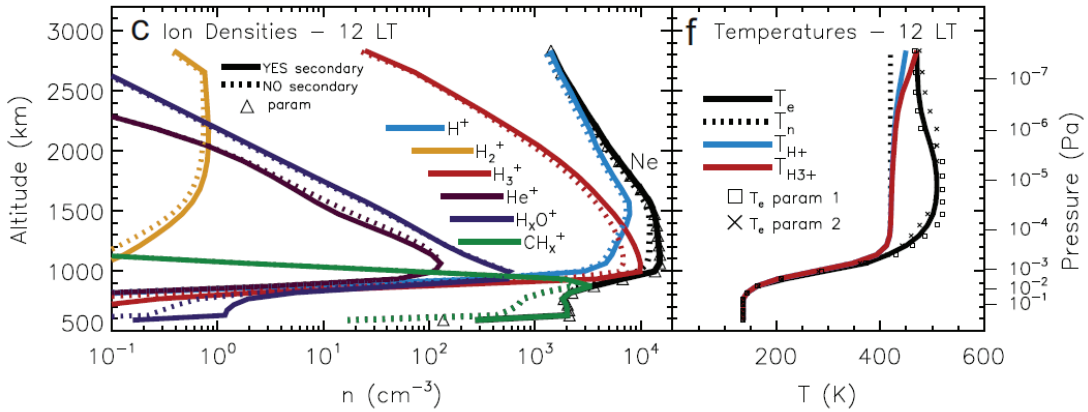 C Ion Densities - 12 LT
YES secondary
NO secondary
param
H+
H2+
H3+
He+
HxO+
CHx+
Ne
3000
2500
2000
1500
1000
500
Altitude (km)
10-1
100
101
102
103
104
n (cm-3)
f Temperatures - 12 LT
Te
Tn
TH+
TH3+
Te param 1
Te param 2
200
400
600
T (K)
10-7
10-6
10-5
10-4
10-3
10-2
10-1
Pressure (Pa)